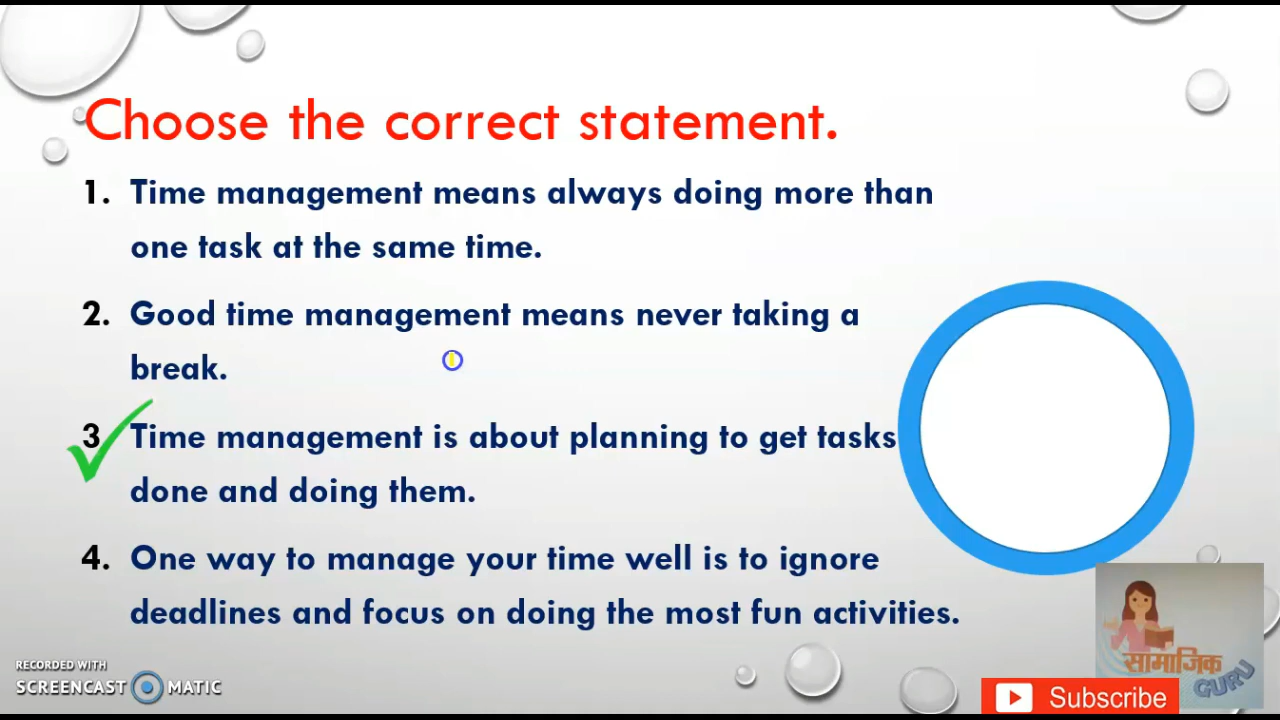 Choose the correct statement.
1. Time management means always doing more than
one task at the same time.
2. Good time management means never taking a
break.
3 Time management is about planning to get tasks
done and doing them.
4. One way to manage your time well is to ignore
deadlines and focus on doing the most fun activities.
RECORDED WITH
SCREENCAST MATIC
सामाजिक
GURU
Subscribe